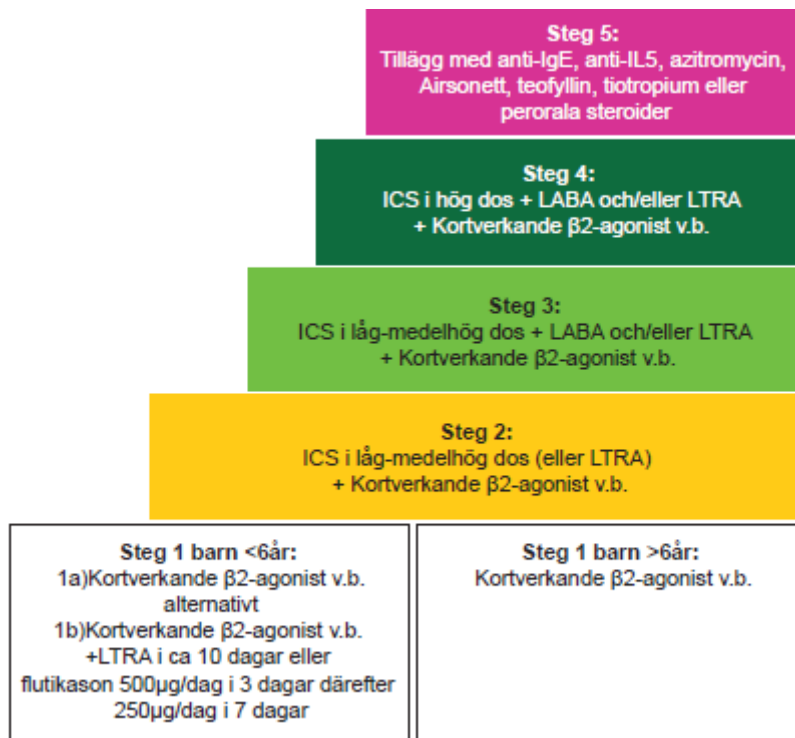 Steg 5:
Tillägg med anti-IgE, anti-IL5, azitromycin,
Airsonett, teofyllin, tiotropium eller
perorala steroider
Steg 4:
ICS i hög dos + LABA och/eller LTRA
+ Kortverkande β2-agonist v.b.
Steg 3:
ICS i låg-medelhög dos + LABA och/eller LTRA
+ Kortverkande β2-agonist v.b.
Steg 2:
ICS i låg-medelhög dos (eller LTRA)
+ Kortverkande β2-agonist v.b.
Steg 1 barn <6år:
1a)Kortverkande β2-agonist v.b.
alternativt
1b)Kortverkande β2-agonist v.b.
+LTRA i ca 10 dagar eller
flutikason 500µg/dag i 3 dagar därefter
250µg/dag i 7 dagar
Steg 1 barn >6år:
Kortverkande β2-agonist v.b.